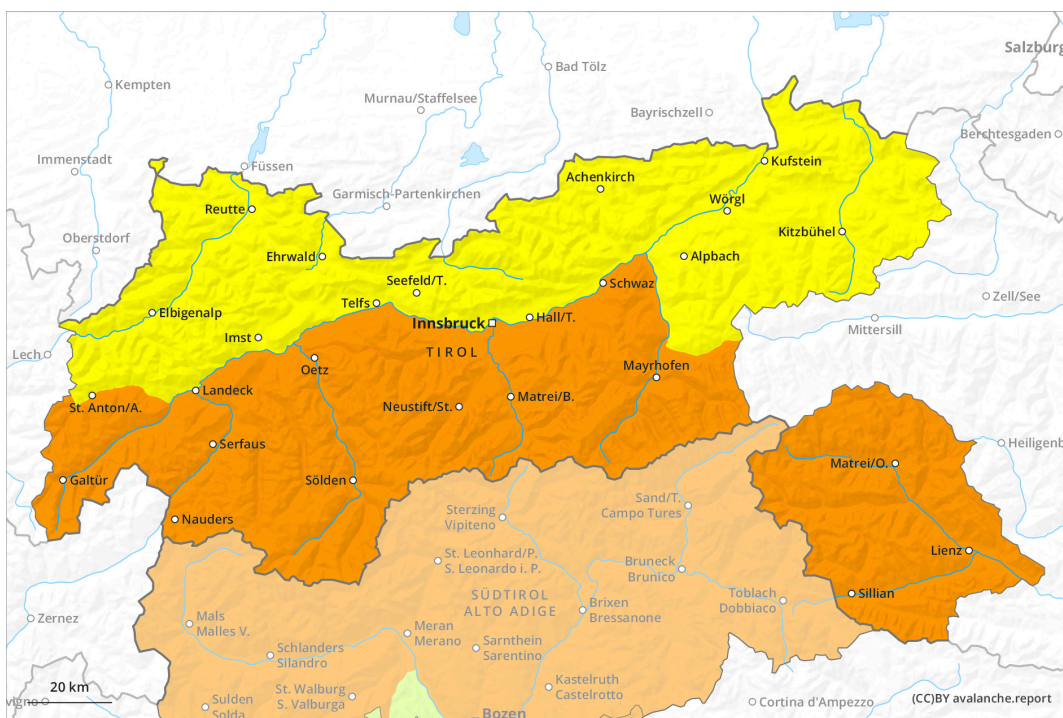 Salzburg
Kempten
Bad Tölz
Murnau/Staffelsee
Bayrischzell
Berchtesgaden
Immenstadt
Füssen
Kufstein
Achenkirch
Garmisch-Partenkirchen
Reutte
Wörgl
Oberstdorf
Kitzbühel
Ehrwald
Alpbach
Seefeld/T.
Schwaz
Zell/See
Telfs
Elbigenalp
Innsbruck
Hall/T.
Mittersill
Imst
TIROL
Lech
Oetz
Mayrhofen
Landeck
Matrei/B.
St. Anton/A.
Neustift/St.
Serfaus
Matrei/O.
Galtür
Sölden
Sand/T.
Campo Tures
Sterzing
Vipiteno
Nauders
Lienz
St. Leonhard/P.
S. Leonardo i. P.
Bruneck
Brunico
SÜDTIROL
ALTO ADIGE
Toblach
Dobbiaco
Sillian
Brixen
Bressanone
Zernez
Mals
Malles V.
Meran
Merano
Sarnthein
Sarentino
Schlanders
Silandro
20 km
Kastelruth
Castelrotto
St. Walburg
S. Valburga
Sulden
Solda
Cortina d'Ampezzo
(CC)BY avalanche.report
Bozen